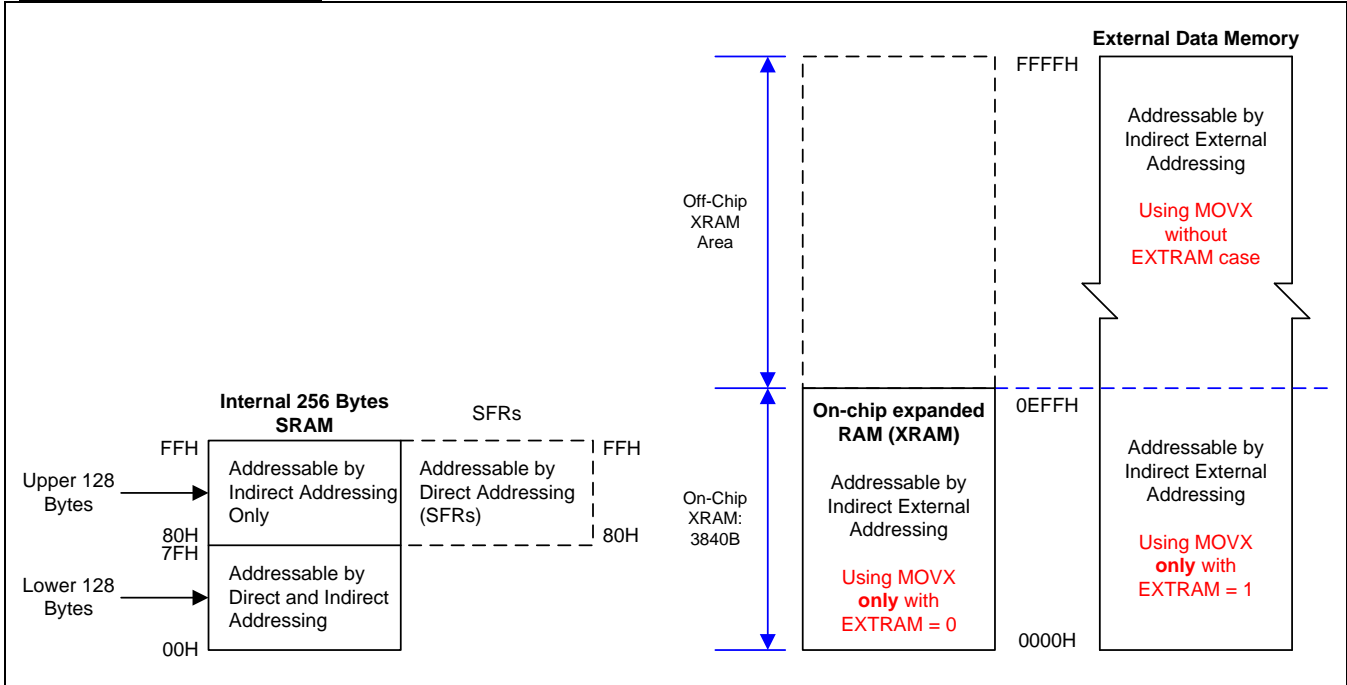 External Data Memory
FFFFH
Addressable by
Indirect External
Addressing
Using MOVX
without
EXTRAM case
Off-Chip
XRAM
Area
Internal 256 Bytes
SRAM
SFRs
FFH
FFH
Upper 128
Bytes
Addressable by
Indirect Addressing
Only
Addressable by
Direct Addressing
(SFRs)
80H
80H
7FH
Lower 128
Bytes
Addressable by
Direct and Indirect
Addressing
00H
On-Chip
XRAM:
3840B
On-chip expanded
RAM (XRAM)
Addressable by
Indirect External
Addressing
Using MOVX
only with
EXTRAM = 0
0EFFH
0000H
Addressable by
Indirect External
Addressing
Using MOVX
only with
EXTRAM = 1